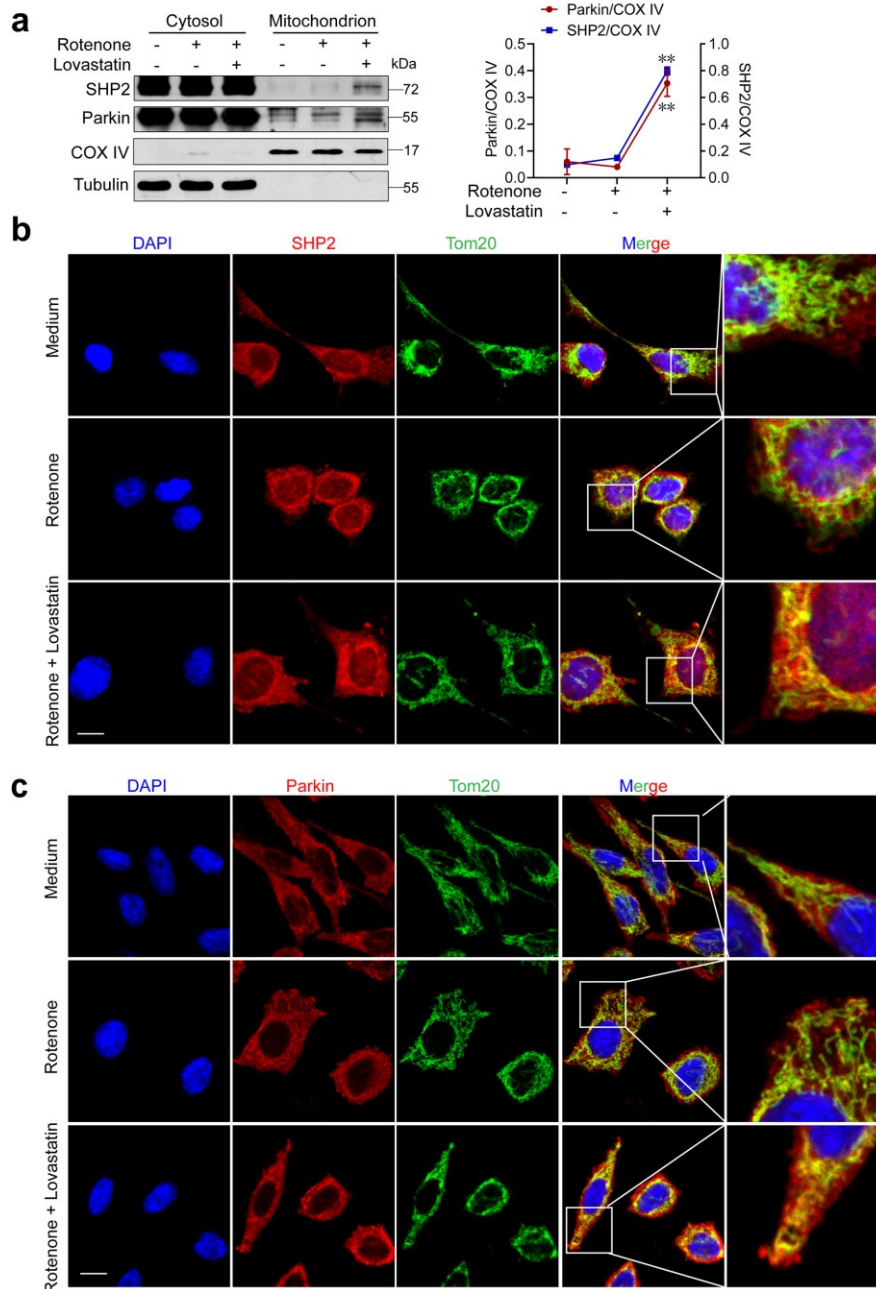 a
Cytosol Mitochondrion
Rotenone - + + - + +
Lovastatin - - + - - + kDa
SHP2 72
Parkin 55
COX IV 17
Tubulin 55
Parkin/COX IV
SHP2/COX IV
0.5 1.0
0.4 0.8
0.3 0.6
0.2 0.4
0.1 0.2
0.0 0.0
**
**
Parkin/COX IV
SHP2/COX IV
Rotenone - + +
Lovastatin - - +
b
DAPI SHP2 Tom20 Merge
Medium
Rotenone
Rotenone + Lovastatin
c
DAPI Parkin Tom20 Merge
Medium
Rotenone
Rotenone + Lovastatin